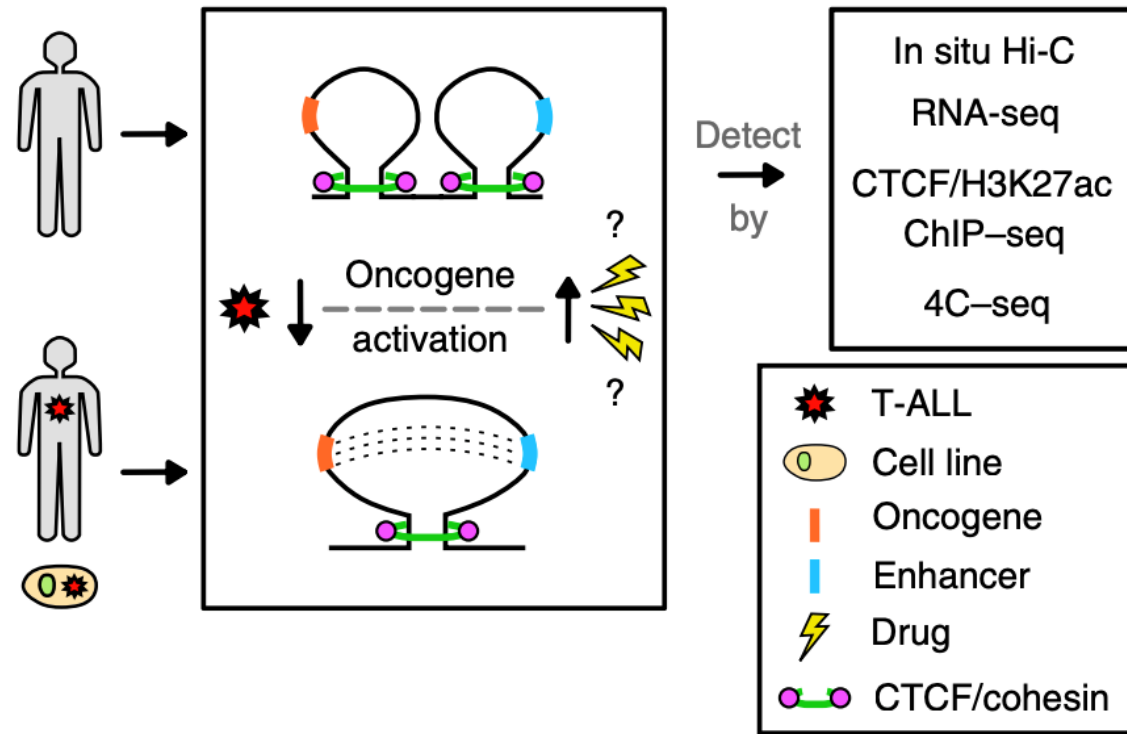 ?
Oncogene
activation
?
Detect
by
In situ Hi-C
RNA-seq
CTCF/H3K27ac
ChIP–seq
4C–seq
T-ALL
Cell line
Oncogene
Enhancer
Drug
CTCF/cohesin